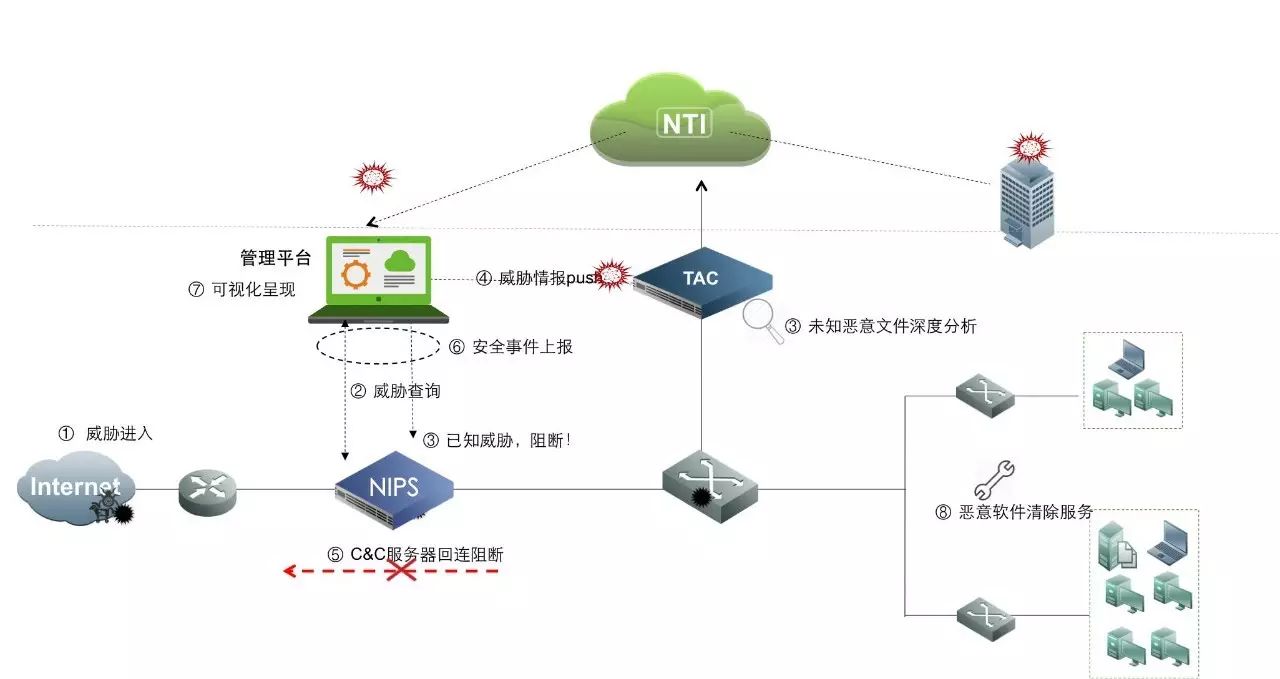 NTI
管理平台
⑦ 可视化呈现
④ 威胁情报push
TAC
③ 未知恶意文件深度分析
⑥ 安全事件上报
② 威胁查询
① 威胁进入
③ 已知威胁，阻断！
Internet
NIPS
⑧ 恶意软件清除服务
⑤ C&C服务器回连阻断